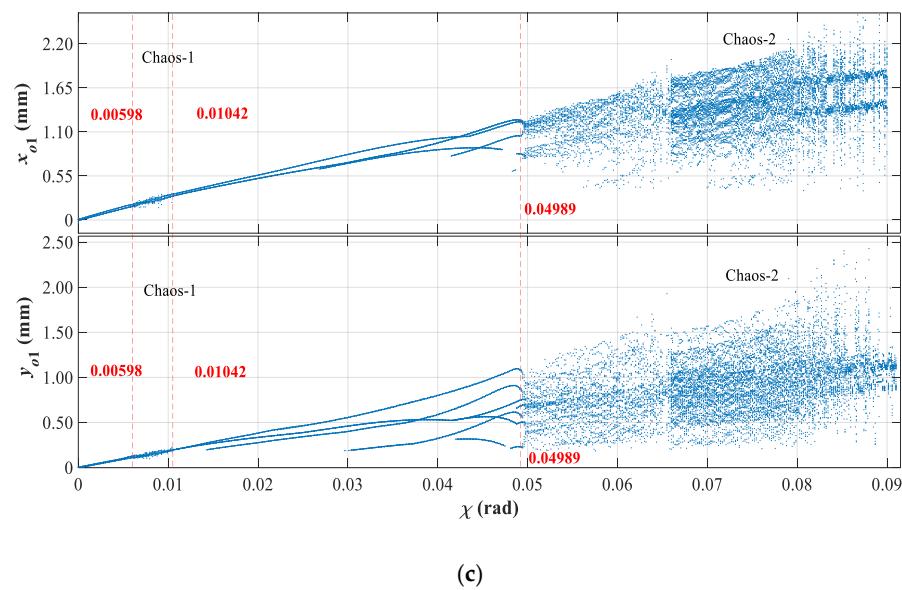 2.20
1.65
1.10
0.55
0
x_o1 (mm)
Chaos-1
Chaos-2
0.00598
0.01042
0.04989
2.50
2.00
1.50
1.00
0.50
0
y_o1 (mm)
Chaos-1
Chaos-2
0.00598
0.01042
0.04989
0 0.01 0.02 0.03 0.04 0.05 0.06 0.07 0.08 0.09
χ (rad)
(c)